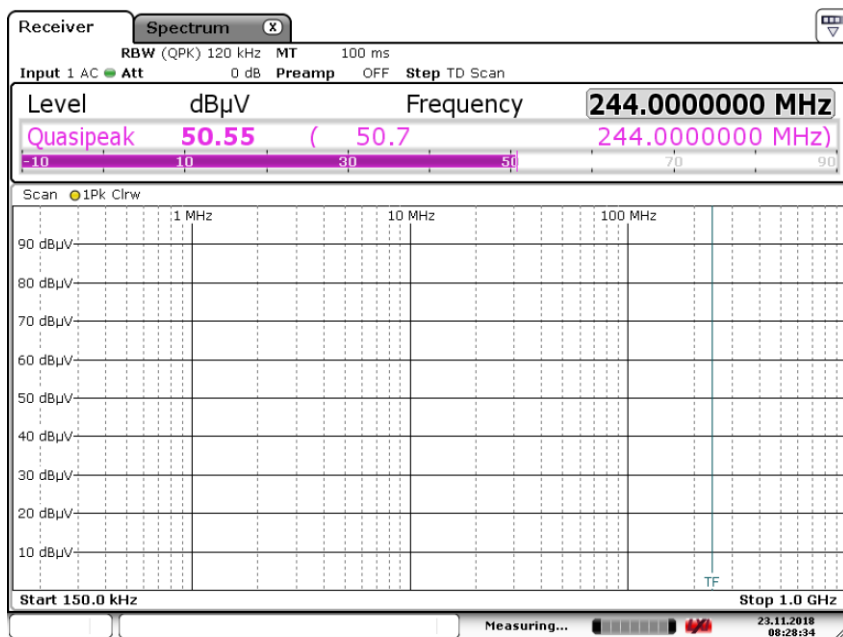 Receiver Spectrum X
RBW (QPK) 120 kHz MT 100 ms
Input 1 AC Att 0 dB Preamp OFF Step TD Scan
Level dBµV Frequency 244.0000000 MHz
Quasipeak 50.55 ( 50.7 244.0000000 MHz)
-10 10 30 50 70 90
Scan 1Pk Clrw
1 MHz 10 MHz 100 MHz
90 dBµV
80 dBµV
70 dBµV
60 dBµV
50 dBµV
40 dBµV
30 dBµV
20 dBµV
10 dBµV
TF
Start 150.0 kHz Stop 1.0 GHz
Measuring... 23.11.2018
08:28:34